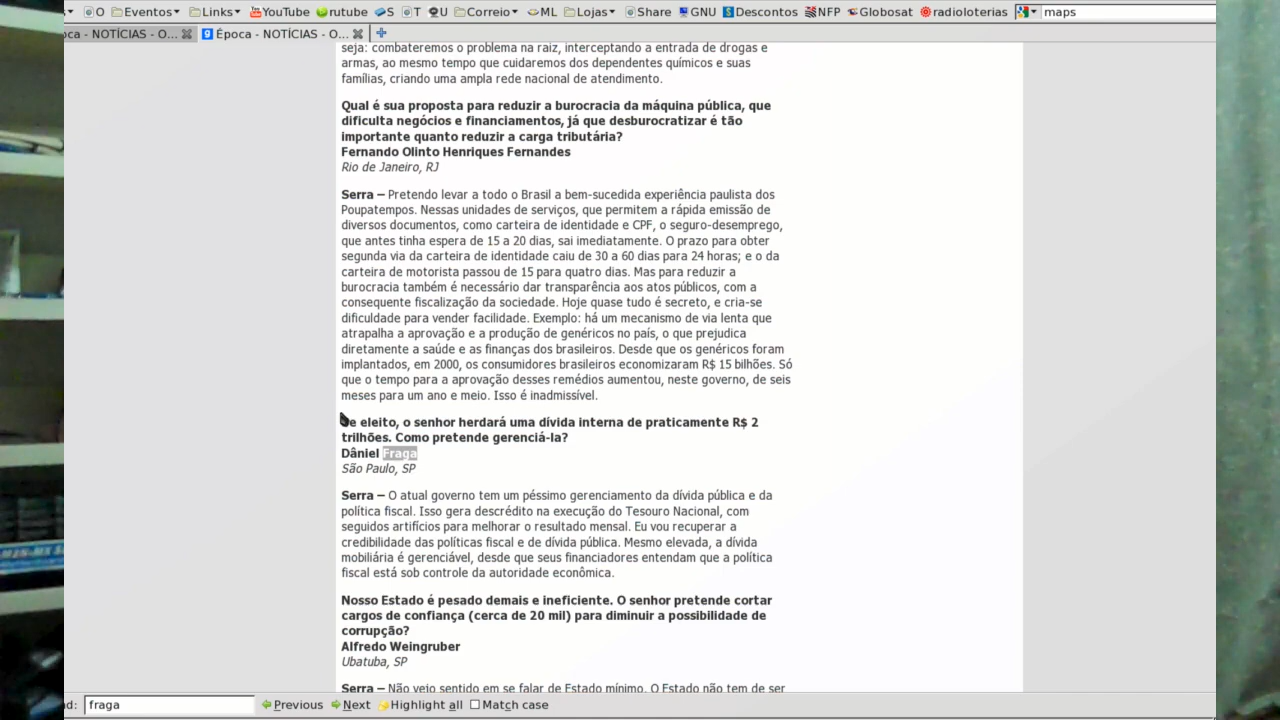 O Eventos Links YouTube rutube S T U Correio ML Lojas Share GNU Descontos NFP Globosat radioloterias maps
oca - NOTÍCIAS - O... Época - NOTÍCIAS - O...
seja: combateremos o problema na raiz, interceptando a entrada de drogas e
armas, ao mesmo tempo que cuidaremos dos dependentes químicos e suas
famílias, criando uma ampla rede nacional de atendimento.
Qual é sua proposta para reduzir a burocracia da máquina pública, que
dificulta negócios e financiamentos, já que desburocratizar é tão
importante quanto reduzir a carga tributária?
Fernando Olinto Henriques Fernandes
Rio de Janeiro, RJ
Serra – Pretendo levar a todo o Brasil a bem-sucedida experiência paulista dos
Poupatempos. Nessas unidades de serviços, que permitem a rápida emissão de
diversos documentos, como carteira de identidade e CPF, o seguro-desemprego,
que antes tinha espera de 15 a 20 dias, sai imediatamente. O prazo para obter
segunda via da carteira de identidade caiu de 30 a 60 dias para 24 horas; e o da
carteira de motorista passou de 15 para quatro dias. Mas para reduzir a
burocracia também é necessário dar transparência aos atos públicos, com a
consequente fiscalização da sociedade. Hoje quase tudo é secreto, e cria-se
dificuldade para vender facilidade. Exemplo: há um mecanismo de via lenta que
atrapalha a aprovação e a produção de genéricos no país, o que prejudica
diretamente a saúde e as finanças dos brasileiros. Desde que os genéricos foram
implantados, em 2000, os consumidores brasileiros economizaram R$ 15 bilhões. Só
que o tempo para a aprovação desses remédios aumentou, neste governo, de seis
meses para um ano e meio. Isso é inadmissível.
Se eleito, o senhor herdará uma dívida interna de praticamente R$ 2
trilhões. Como pretende gerenciá-la?
Dâniel Fraga
São Paulo, SP
Serra – O atual governo tem um péssimo gerenciamento da dívida pública e da
política fiscal. Isso gera descrédito na execução do Tesouro Nacional, com
seguidos artifícios para melhorar o resultado mensal. Eu vou recuperar a
credibilidade das políticas fiscal e de dívida pública. Mesmo elevada, a dívida
mobiliária é gerenciável, desde que seus financiadores entendam que a política
fiscal está sob controle da autoridade econômica.
Nosso Estado é pesado demais e ineficiente. O senhor pretende cortar
cargos de confiança (cerca de 20 mil) para diminuir a possibilidade de
corrupção?
Alfredo Weingruber
Ubatuba, SP
Serra – Não vejo sentido em se falar de Estado mínimo. O Estado não tem de ser
d: fraga Previous Next Highlight all Match case